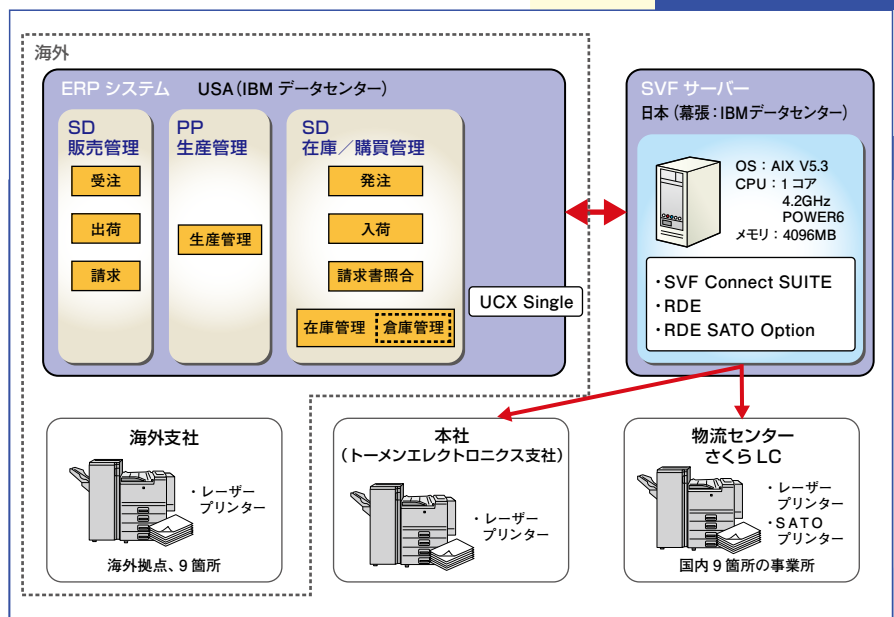 海外
ERP システム　USA（IBM データセンター）
SD
販売管理
受注
出荷
請求
PP
生産管理
生産管理
SD
在庫／購買管理
発注
入荷
請求書照合
在庫管理　倉庫管理
UCX Single
SVF サーバー
日本（幕張：IBMデータセンター）
OS：AIX V5.3
CPU：1 コア
4.2GHz
POWER6
メモリ：4096MB
・SVF Connect SUITE
・RDE
・RDE SATO Option
海外支社
・レーザー
プリンター
海外拠点、9 箇所
本社
（トーメンエレクトロニクス支社）
・レーザー
プリンター
物流センター
さくら LC
・レーザー
プリンター
・SATO
プリンター
国内 9 箇所の事業所